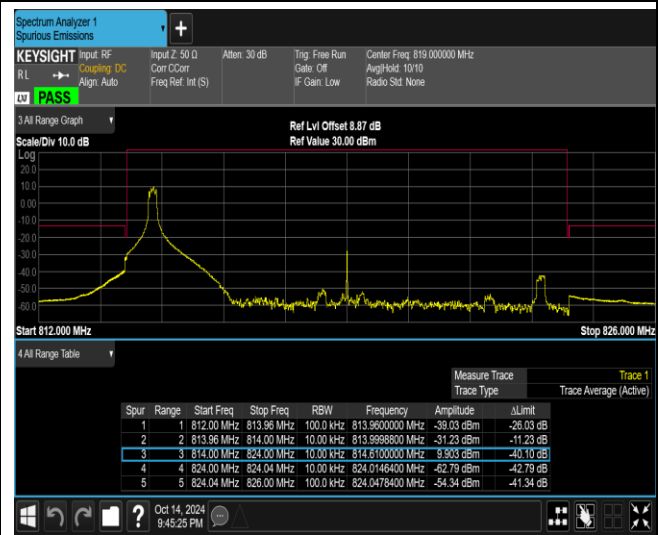 Spectrum Analyzer 1
Spurious Emissions
KEYSIGHT Input: RF Input Z: 50 Ω Atten: 30 dB Trig: Free Run Center Freq: 819.000000 MHz
RL Coupling: DC Corr CCorr Gate: Off Avg|Hold: 10/10
Align: Auto Freq Ref: Int (S) IF Gain: Low Radio Std: None
LXI PASS
3 All Range Graph
Ref Lvl Offset 8.87 dB
Scale/Div 10.0 dB Ref Value 30.00 dBm
Log
20.0
10.0
0.00
-10.0
-20.0
-30.0
-40.0
-50.0
-60.0
Start 812.000 MHz Stop 826.000 MHz
4 All Range Table
Measure Trace Trace 1
Trace Type Trace Average (Active)
Spur Range Start Freq Stop Freq RBW Frequency Amplitude ΔLimit
1 1 812.00 MHz 813.96 MHz 100.0 kHz 813.9600000 MHz -39.03 dBm -26.03 dB
2 2 813.96 MHz 814.00 MHz 10.00 kHz 813.9998800 MHz -31.23 dBm -11.23 dB
3 3 814.00 MHz 824.00 MHz 10.00 kHz 814.6100000 MHz 9.903 dBm -40.10 dB
4 4 824.00 MHz 824.04 MHz 10.00 kHz 824.0146400 MHz -62.79 dBm -42.79 dB
5 5 824.04 MHz 826.00 MHz 100.0 kHz 824.0478400 MHz -54.34 dBm -41.34 dB
? Oct 14, 2024
9:45:25 PM